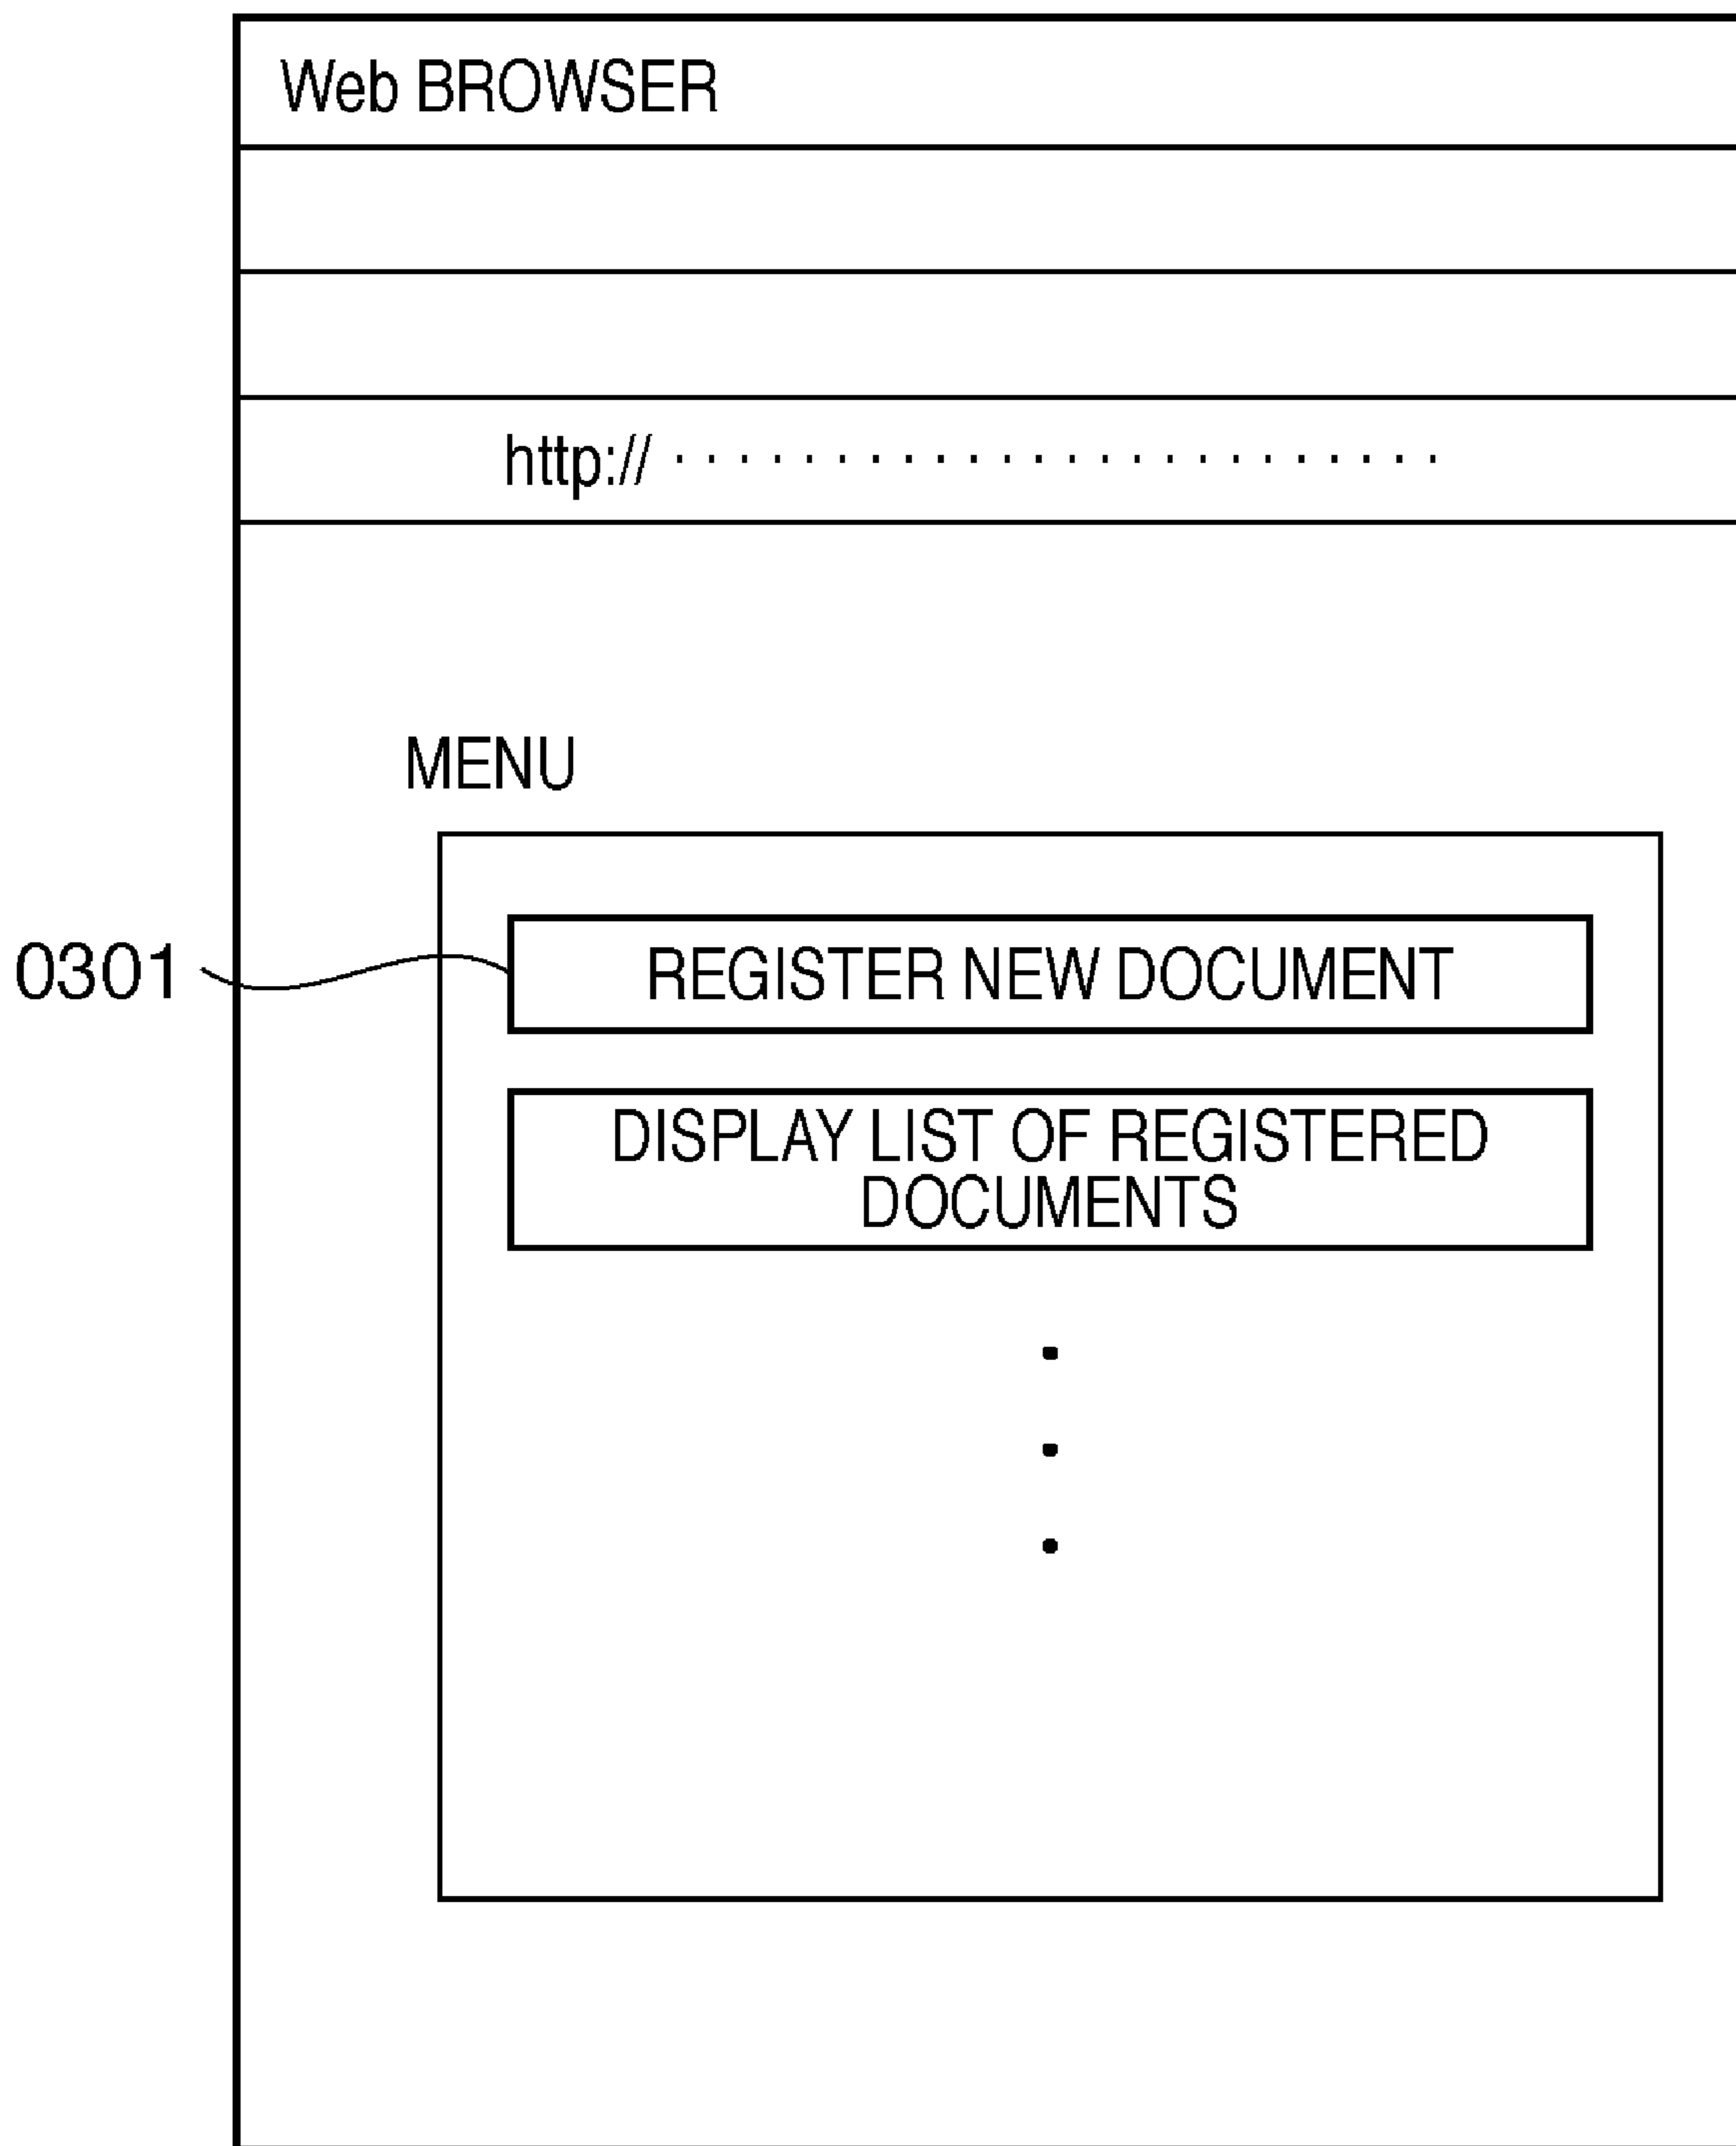 Web BROWSER
http:// · · · · · · · · · · · · · · · · · · · · · · · ·
MENU
0301
REGISTER NEW DOCUMENT
DISPLAY LIST OF REGISTERED
DOCUMENTS